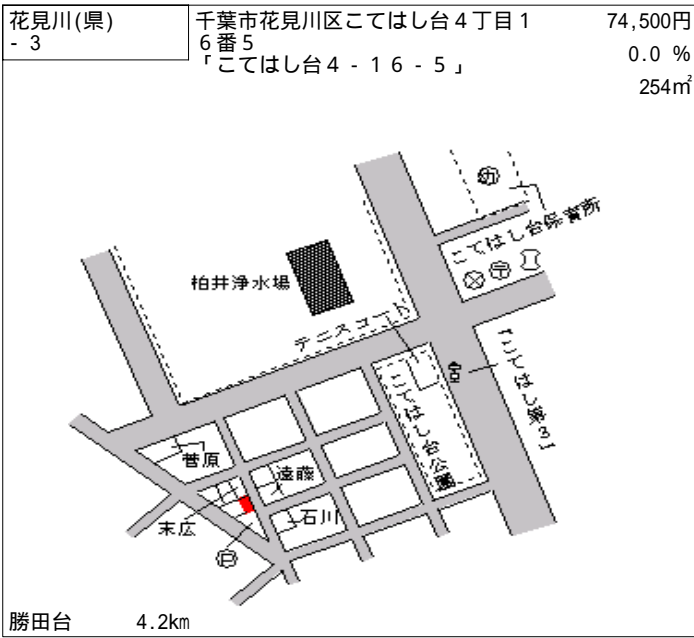 花見川(県)
- 3
千葉市花見川区こてはし台４丁目１
６番５
「こてはし台４－１６－５」
74,500円
0.0 %
254㎡
幼
こてはし台保育所
柏井浄水場
テニスコート
こてはし台公園
「こてはし第３」
菅原
遠藤
末広
石川
勝田台 4.2km